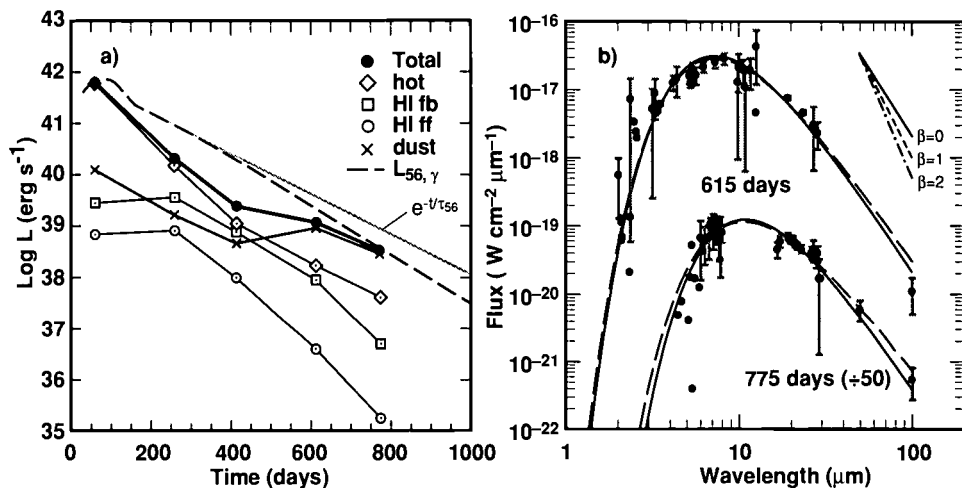 a)
Total
hot
HI fb
HI ff
dust
L56, γ
e-t/τ56
43
42
41
40
39
38
37
36
35
Log L (erg s-1)
0 200 400 600 800 1000
Time (days)
b)
β=0
β=1
β=2
615 days
775 days (÷50)
10-16
10-17
10-18
10-19
10-20
10-21
10-22
Flux ( W cm-2 μm-1)
1 10 100
Wavelength (μm)